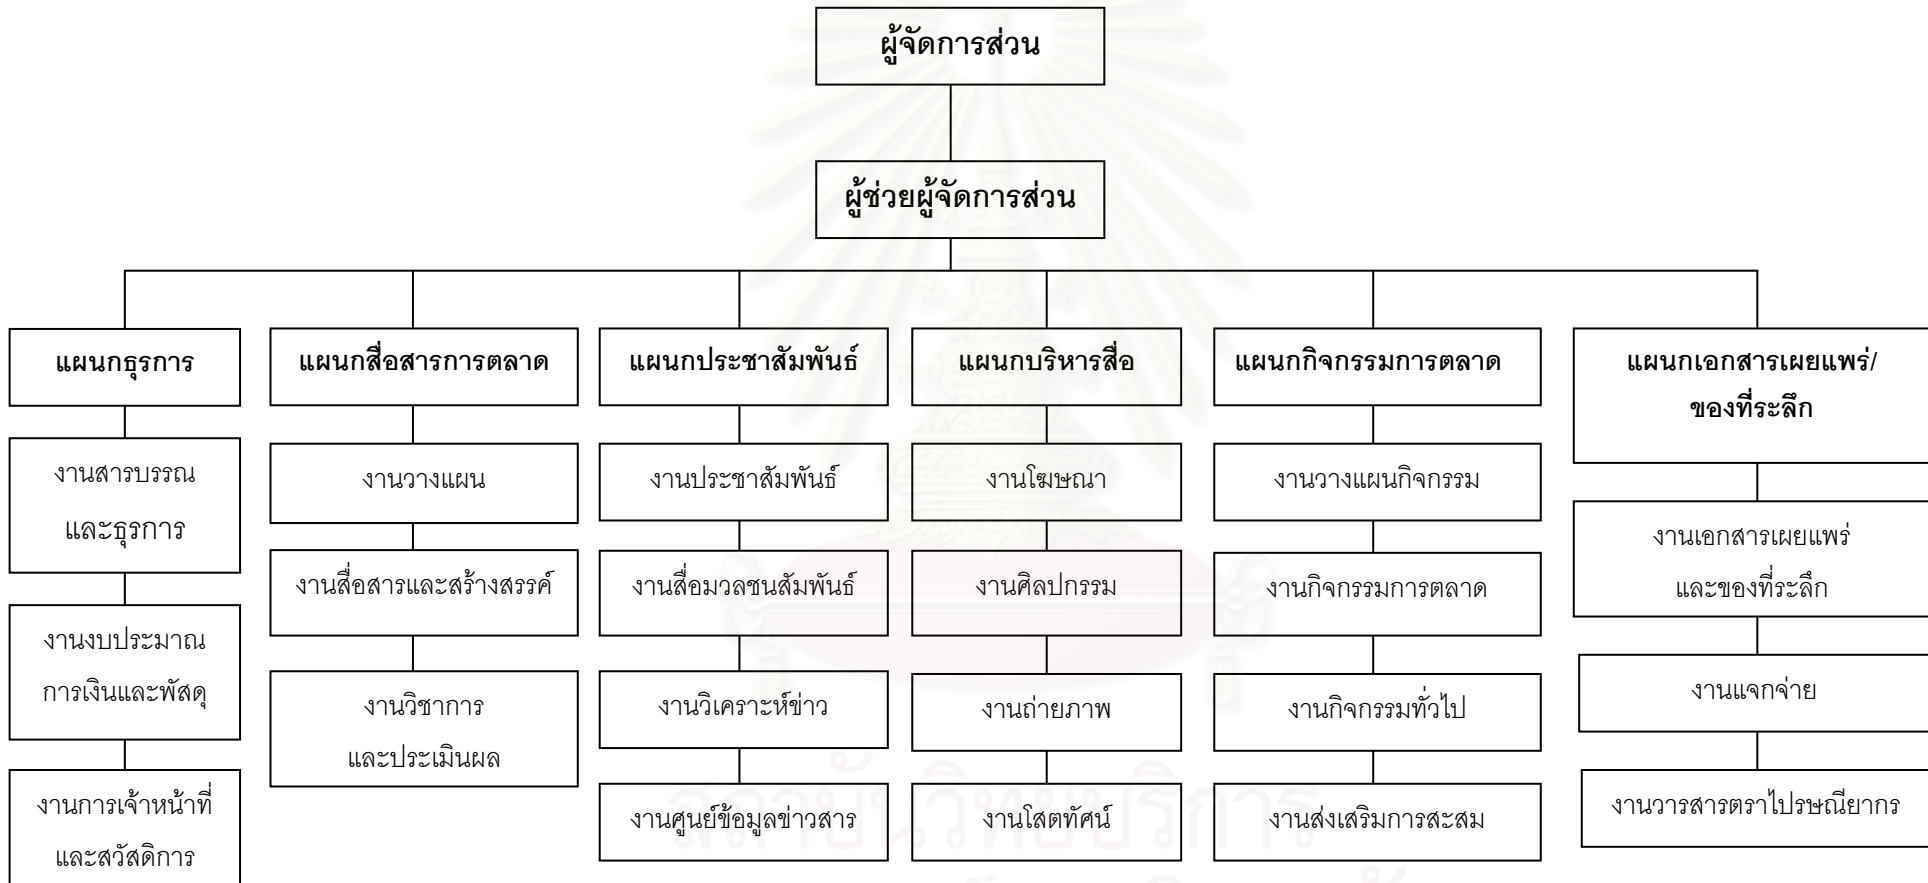 ผู้จัดการส่วน
ผู้ช่วยผู้จัดการส่วน
แผนกธุรการ
งานสารบรรณ
และธุรการ
งานงบประมาณ
การเงินและพัสดุ
งานการเจ้าหน้าที่
และสวัสดิการ
แผนกสื่อสารการตลาด
งานวางแผน
งานสื่อสารและสร้างสรรค์
งานวิชาการ
และประเมินผล
แผนกประชาสัมพันธ์
งานประชาสัมพันธ์
งานสื่อมวลชนสัมพันธ์
งานวิเคราะห์ข่าว
งานศูนย์ข้อมูลข่าวสาร
แผนกบริหารสื่อ
งานโฆษณา
งานศิลปกรรม
งานถ่ายภาพ
งานโสตทัศน์
แผนกกิจกรรมการตลาด
งานวางแผนกิจกรรม
งานกิจกรรมการตลาด
งานกิจกรรมทั่วไป
งานส่งเสริมการสะสม
แผนกเอกสารเผยแพร่/
ของที่ระลึก
งานเอกสารเผยแพร่
และของที่ระลึก
งานแจกจ่าย
งานวารสารตราไปรษณียากร
สถาบันวิทยบริการ